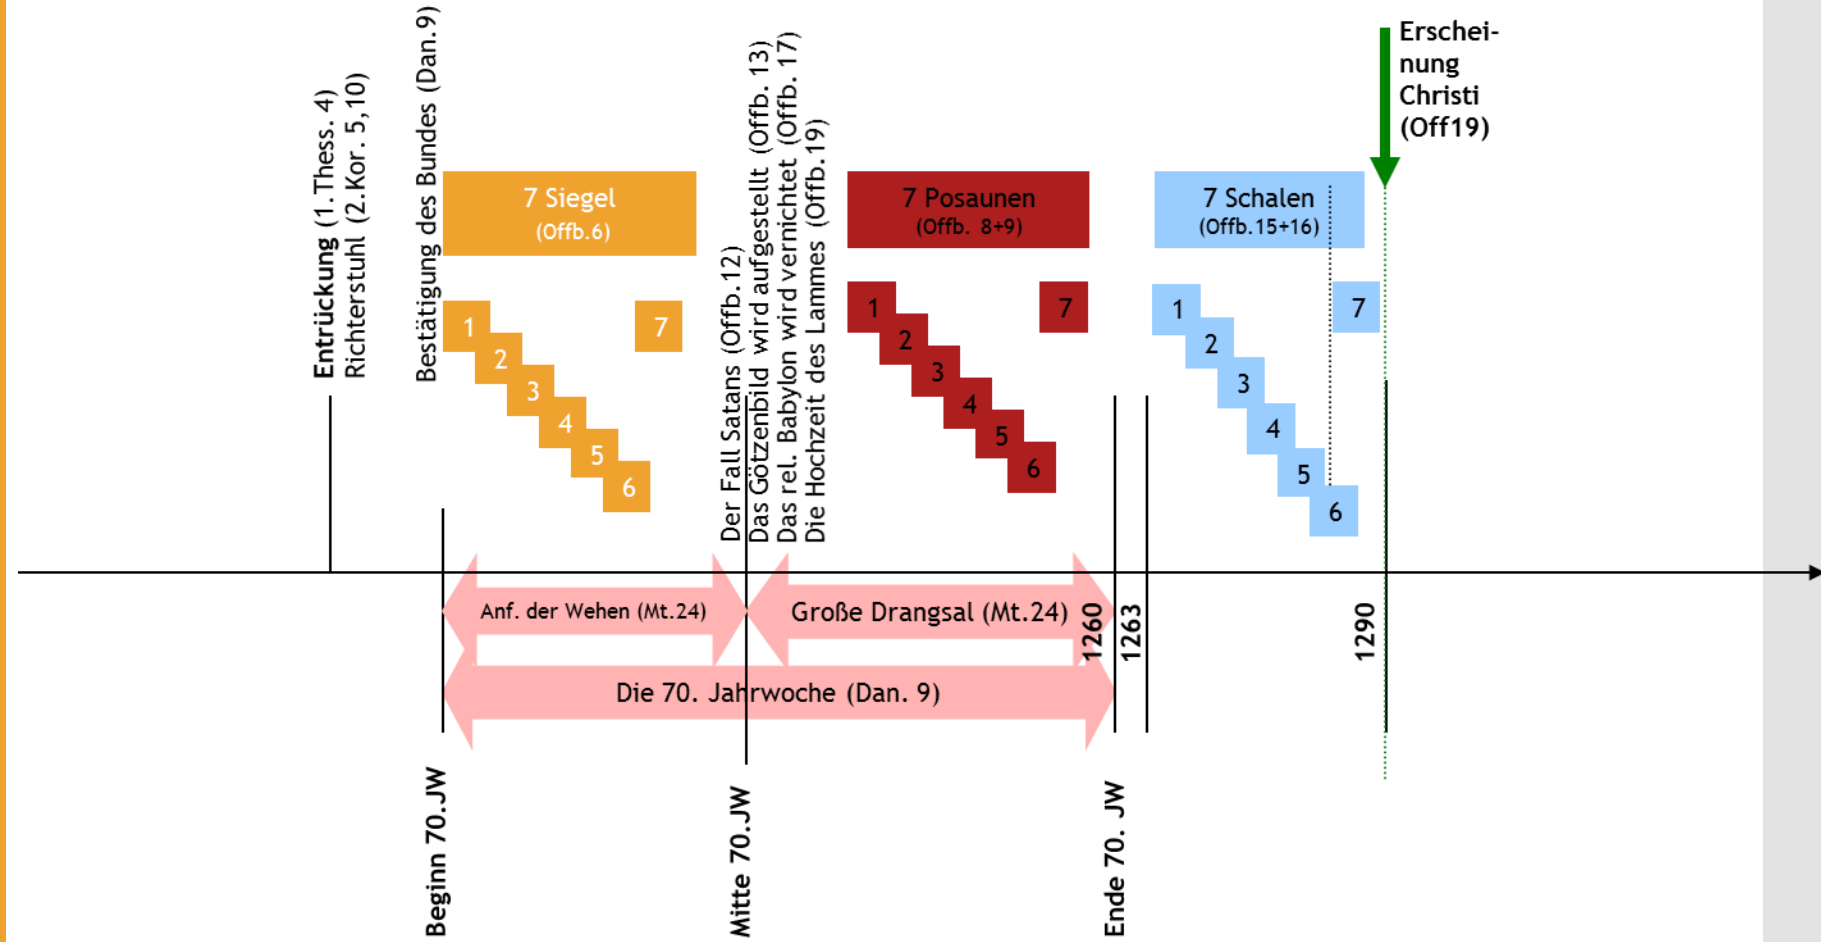 Entrückung (1.Thess. 4)
Richterstuhl (2.Kor. 5,10)
Bestätigung des Bundes (Dan.9)
7 Siegel
(Offb.6)
1
2
3
4
5
6
7
Der Fall Satans (Offb.12)
Das Götzenbild wird aufgestellt (Offb. 13)
Das rel. Babylon wird vernichtet (Offb. 17)
Die Hochzeit des Lammes (Offb.19)
7 Posaunen
(Offb. 8+9)
1
2
3
4
5
6
7
7 Schalen
(Offb.15+16)
1
2
3
4
5
6
7
Erschei-
nung
Christi
(Off19)
Anf. der Wehen (Mt.24)
Große Drangsal (Mt.24)
1260
1263
1290
Die 70. Jahrwoche (Dan. 9)
Beginn 70.JW
Mitte 70.JW
Ende 70. JW